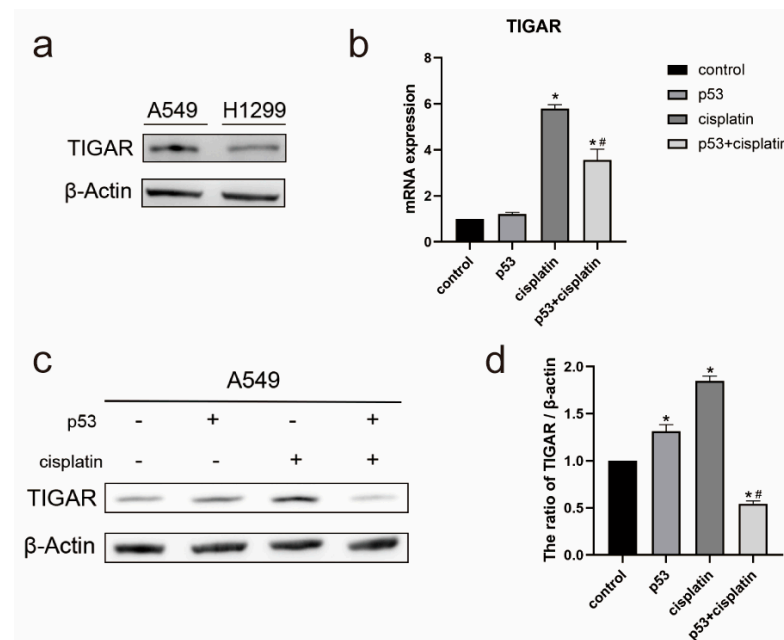 a
A549 H1299
TIGAR
β-Actin
b
TIGAR
mRNA expression
8
6
4
2
0
*
*#
control
p53
cisplatin
p53+cisplatin
control
p53
cisplatin
p53+cisplatin
c
A549
p53 - + - +
cisplatin - - + +
TIGAR
β-Actin
d
The ratio of TIGAR / β-actin
2.0
1.5
1.0
0.5
0.0
*
*
*#
control
p53
cisplatin
p53+cisplatin